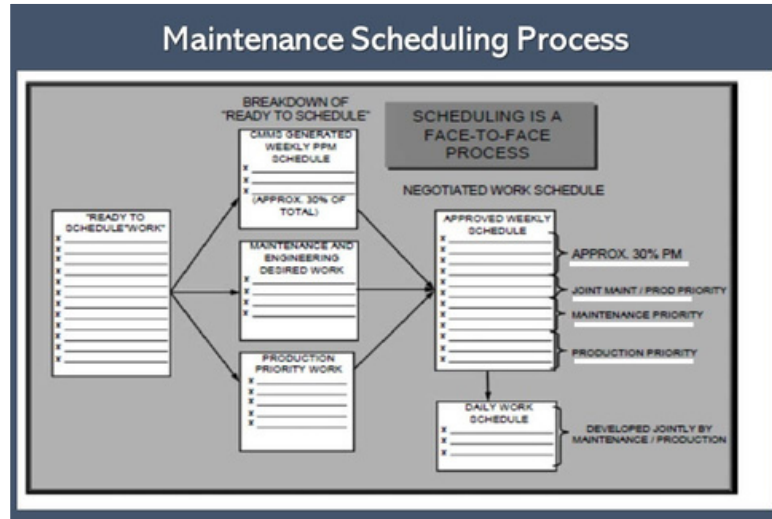 Maintenance Scheduling Process
BREAKDOWN OF
"READY TO SCHEDULE"
SCHEDULING IS A
FACE-TO-FACE
PROCESS
CMMS GENERATED
WEEKLY PPM
SCHEDULE
x
x
x
(APPROX. 30% OF
TOTAL)
NEGOTIATED WORK SCHEDULE
"READY TO
SCHEDULE"WORK"
x
x
x
x
x
x
x
x
x
x
x
x
MAINTENANCE AND
ENGINEERING
DESIRED WORK
x
x
x
x
PRODUCTION
PRIORITY WORK
x
x
x
x
x
APPROVED WEEKLY
SCHEDULE
x
x
x
x
x
x
x
x
x
x
x
x
APPROX. 30% PM
JOINT MAINT / PROD PRIORITY
MAINTENANCE PRIORITY
PRODUCTION PRIORITY
DAILY WORK
SCHEDULE
x
x
x
DEVELOPED JOINTLY BY
MAINTENANCE / PRODUCTION